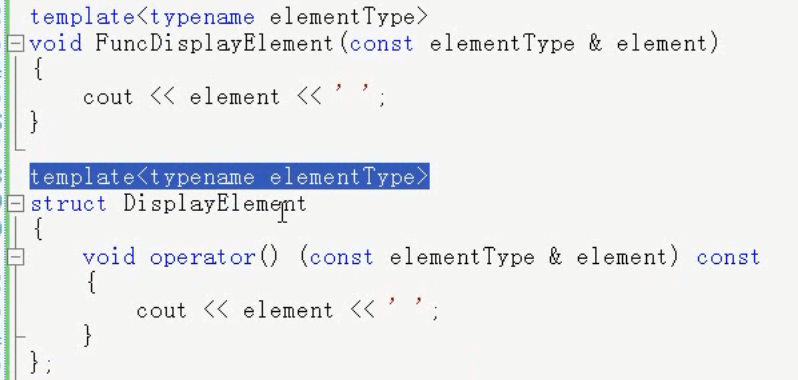 template<typename elementType>
void FuncDisplayElement(const elementType & element)
{
    cout << element << ' ';
}
template<typename elementType>
struct DisplayElement
{
    void operator() (const elementType & element) const
    {
        cout << element << ' ';
    }
};